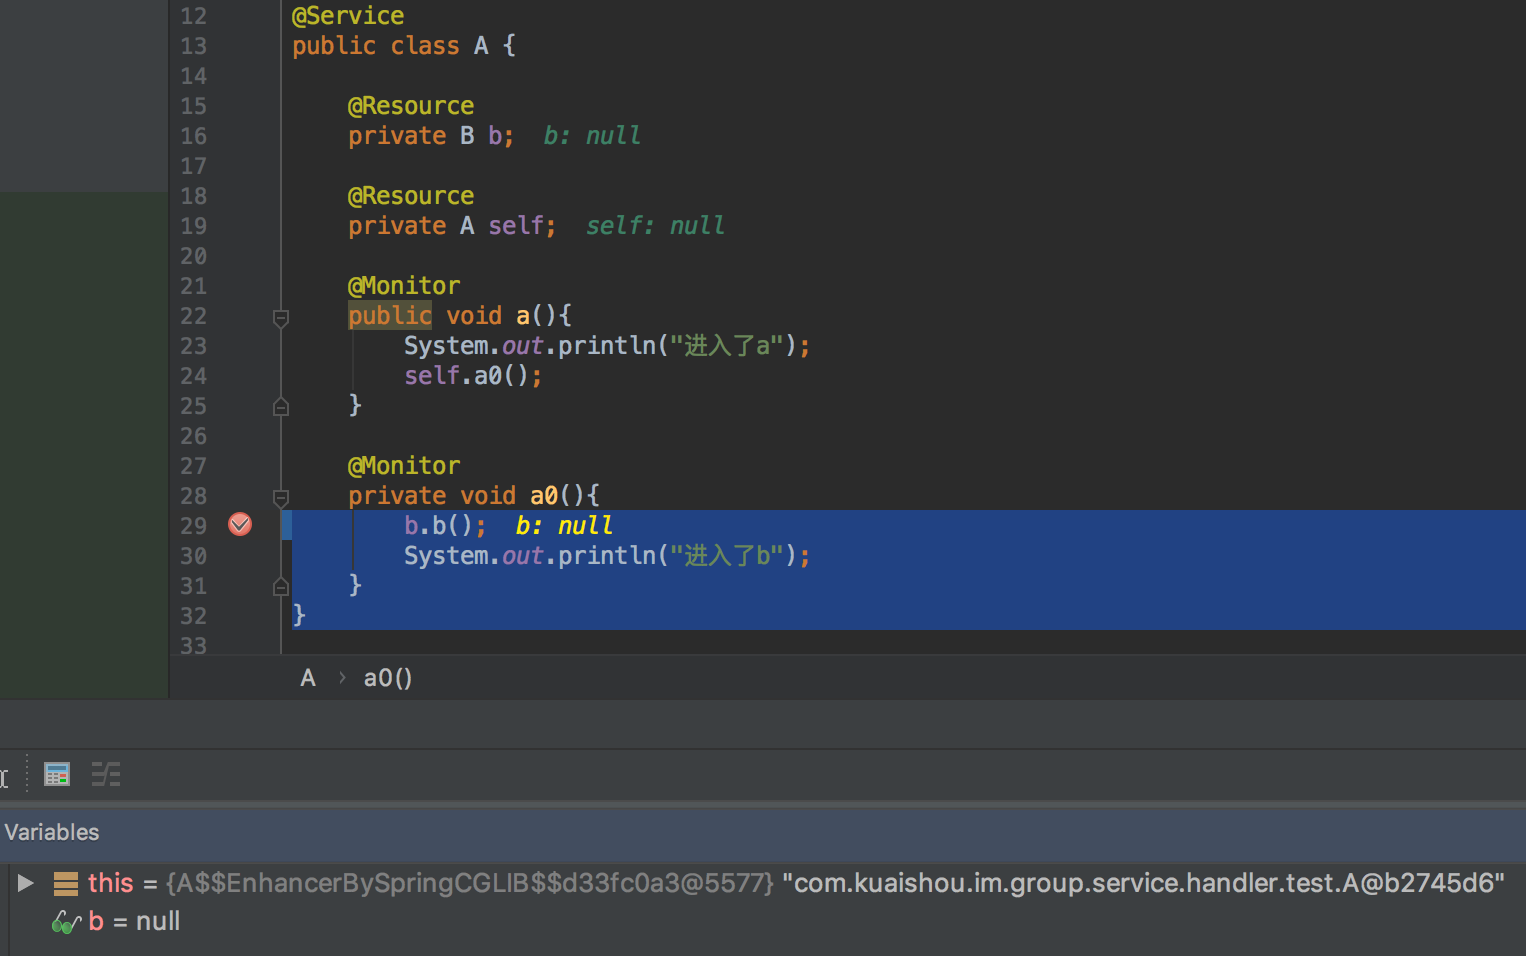 12 @Service
13 public class A {
14
15 @Resource
16 private B b; b: null
17
18 @Resource
19 private A self; self: null
20
21 @Monitor
22 public void a(){
23 System.out.println("进入了a");
24 self.a0();
25 }
26
27 @Monitor
28 private void a0(){
29 b.b(); b: null
30 System.out.println("进入了b");
31 }
32 }
33
A › a0()
Variables
this = {A$$EnhancerBySpringCGLIB$$d33fc0a3@5577} "com.kuaishou.im.group.service.handler.test.A@b2745d6"
b = null